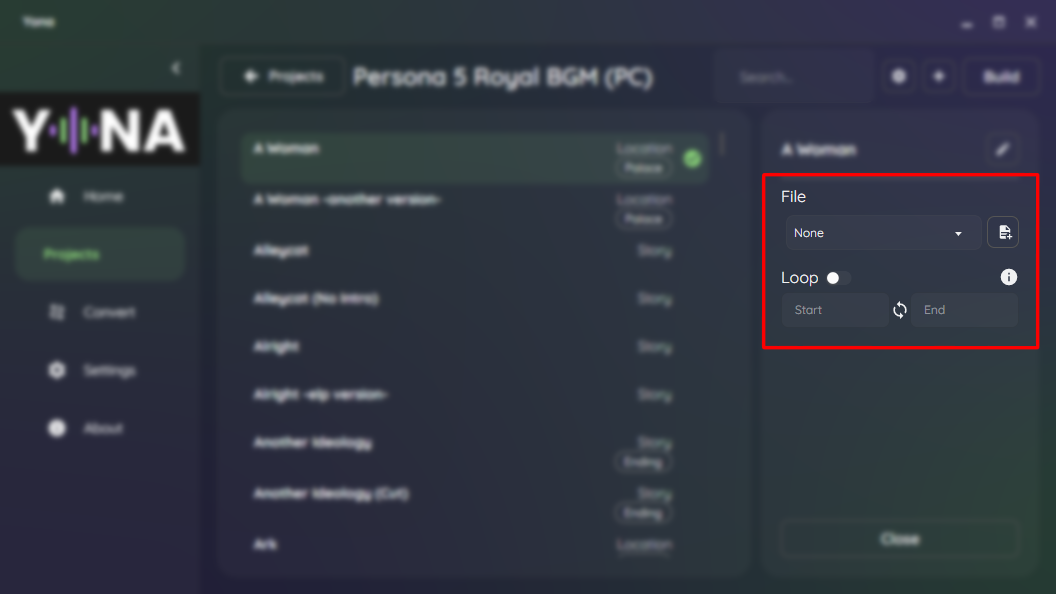 Yona
Projects
Persona 5 Royal BGM (PC)
Search...
Build
YONA
Home
Projects
Convert
Settings
About
A Woman
Location
Palace
A Woman -another version-
Location
Palace
Alleycat
Story
Alleycat (No Intro)
Story
Alright
Story
Alright -elp version-
Story
Another Ideology
Story
Ending
Another Ideology (Cut)
Story
Ending
Ark
Location
A Woman
File
None
Loop
Start
End
Close